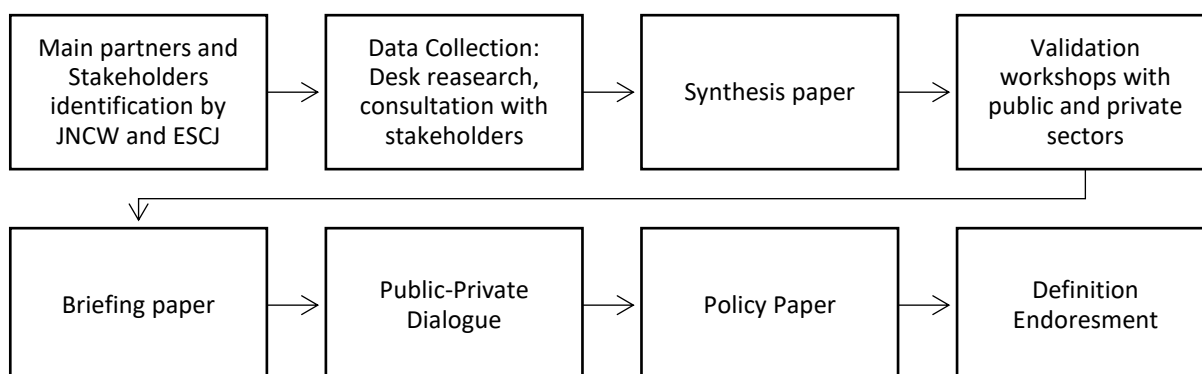 Main partners and
Stakeholders
identification by
JNCW and ESCJ
Data Collection:
Desk reasearch,
consultation with
stakeholders
Synthesis paper
Validation
workshops with
public and private
sectors
Briefing paper
Public-Private
Dialogue
Policy Paper
Definition
Endoresment